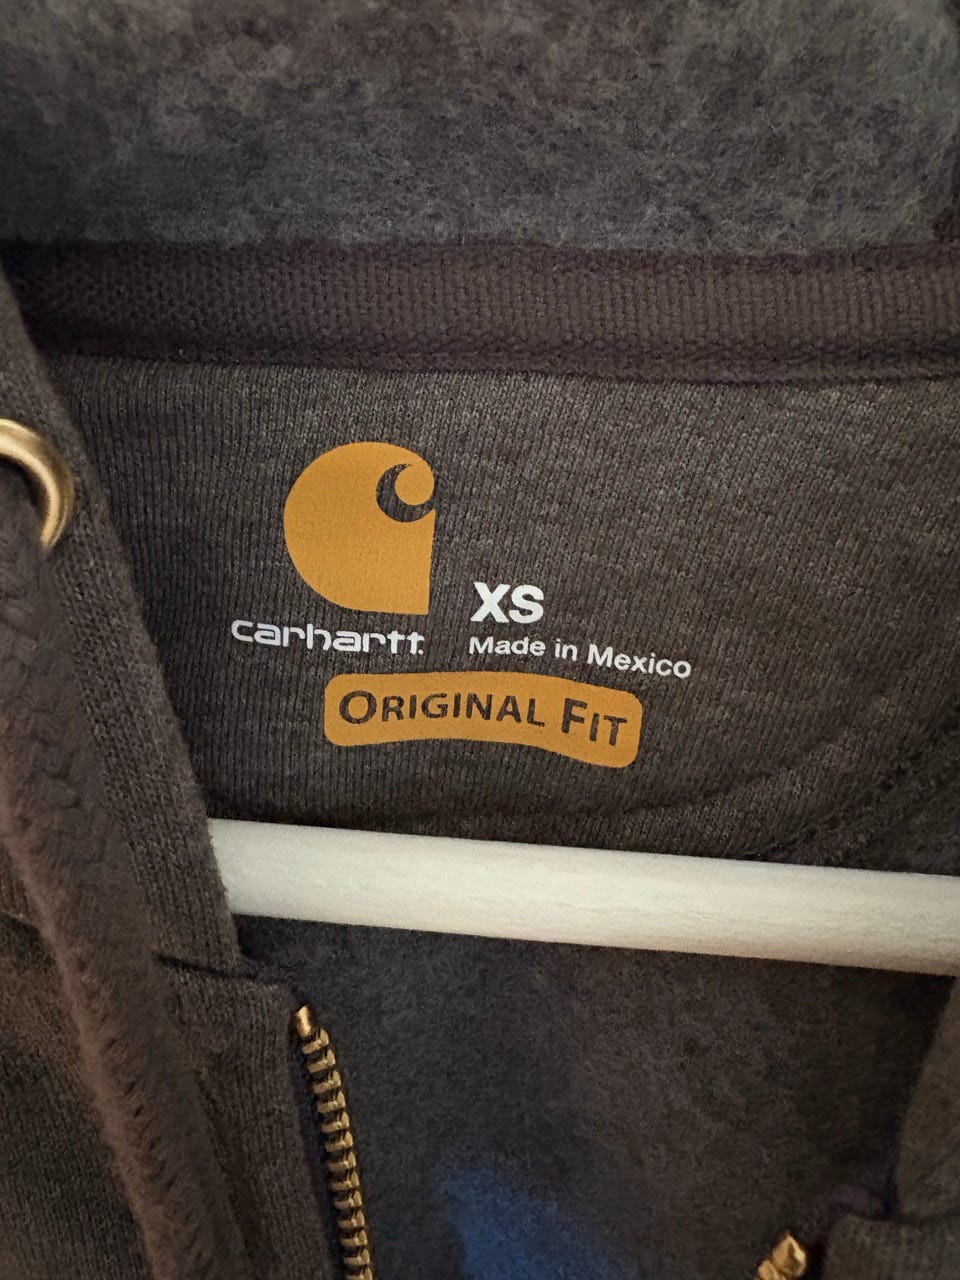 carhartt.
XS
Made in Mexico
ORIGINAL FIT